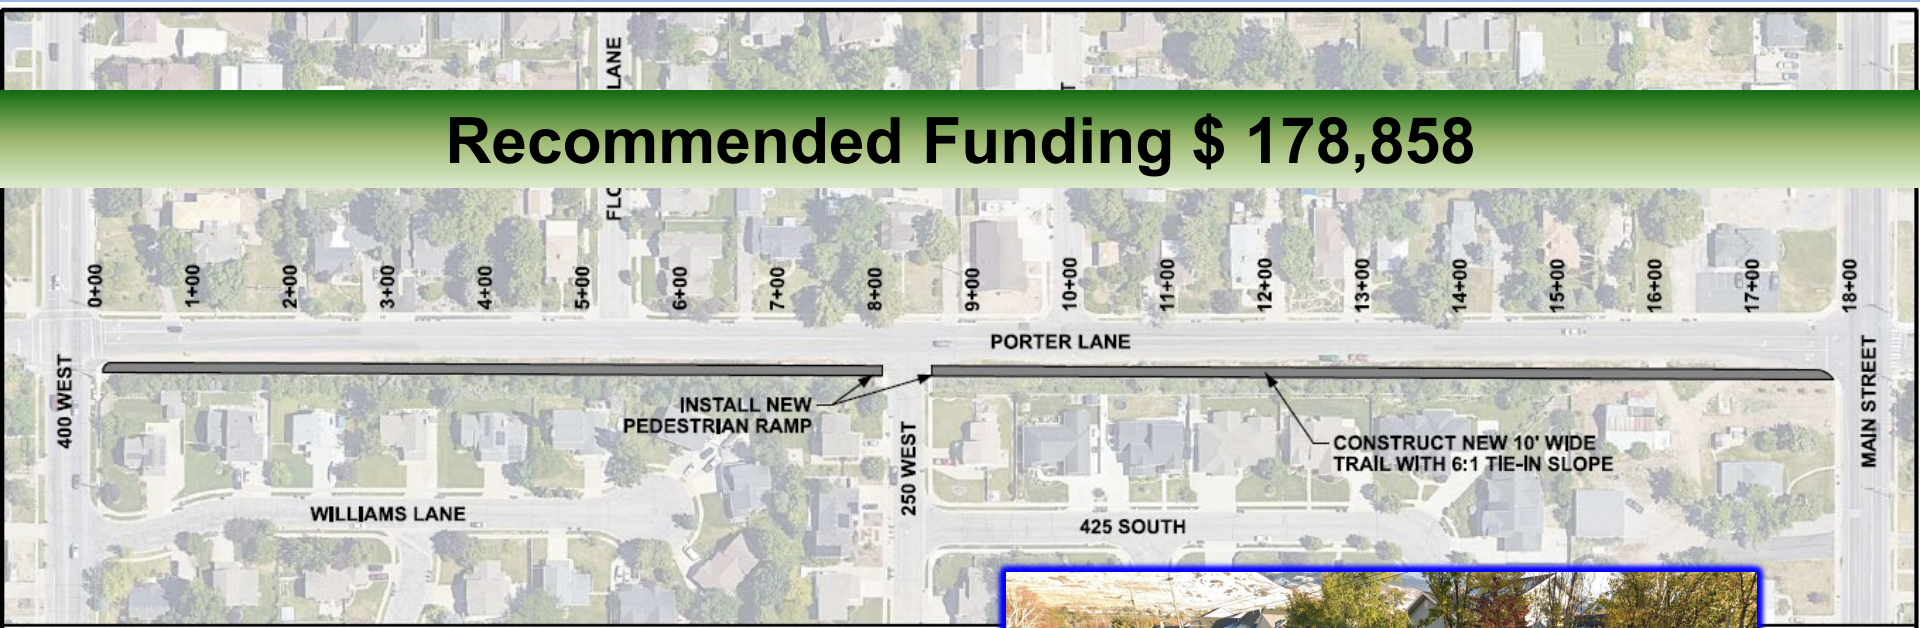 LANE
Recommended Funding $ 178,858
0+00
1+00
2+00
3+00
4+00
5+00
6+00
7+00
8+00
9+00
10+00
11+00
12+00
13+00
14+00
15+00
16+00
17+00
18+00
PORTER LANE
400 WEST
INSTALL NEW
PEDESTRIAN RAMP
250 WEST
CONSTRUCT NEW 10' WIDE
TRAIL WITH 6:1 TIE-IN SLOPE
MAIN STREET
WILLIAMS LANE
425 SOUTH